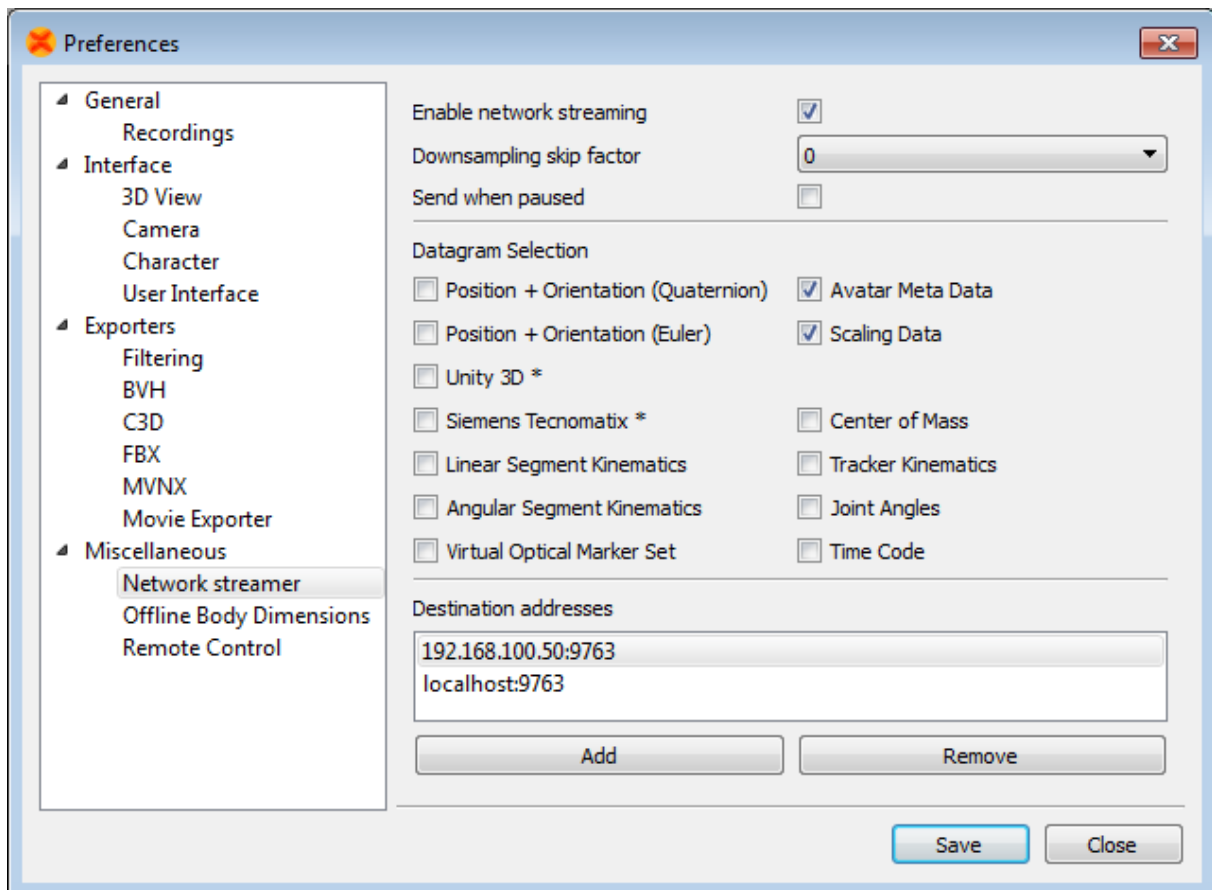 Preferences
General
Recordings
Interface
3D View
Camera
Character
User Interface
Exporters
Filtering
BVH
C3D
FBX
MVNX
Movie Exporter
Miscellaneous
Network streamer
Offline Body Dimensions
Remote Control
Enable network streaming
Downsampling skip factor 0
Send when paused
Datagram Selection
Position + Orientation (Quaternion) Avatar Meta Data
Position + Orientation (Euler) Scaling Data
Unity 3D *
Siemens Tecnomatix * Center of Mass
Linear Segment Kinematics Tracker Kinematics
Angular Segment Kinematics Joint Angles
Virtual Optical Marker Set Time Code
Destination addresses
192.168.100.50:9763
localhost:9763
Add Remove
Save Close